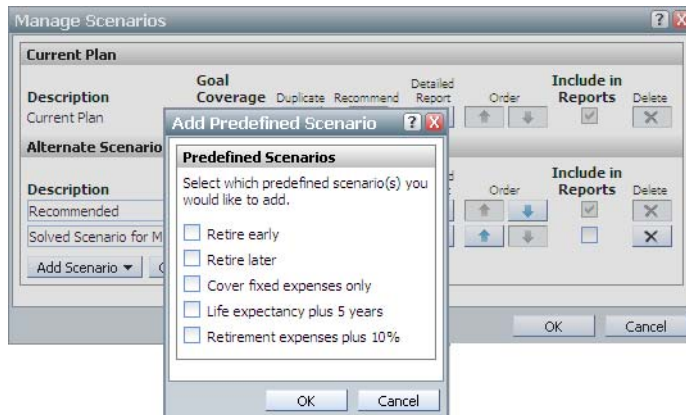 Manage Scenarios
Current Plan
Description Goal Coverage Duplicate Recommend Detailed Report Order Include in Reports Delete
Current Plan
Alternate Scenario
Description Order Include in Reports Delete
Recommended
Solved Scenario for M
Add Scenario
OK Cancel
Add Predefined Scenario
Predefined Scenarios
Select which predefined scenario(s) you
would like to add.
Retire early
Retire later
Cover fixed expenses only
Life expectancy plus 5 years
Retirement expenses plus 10%
OK Cancel